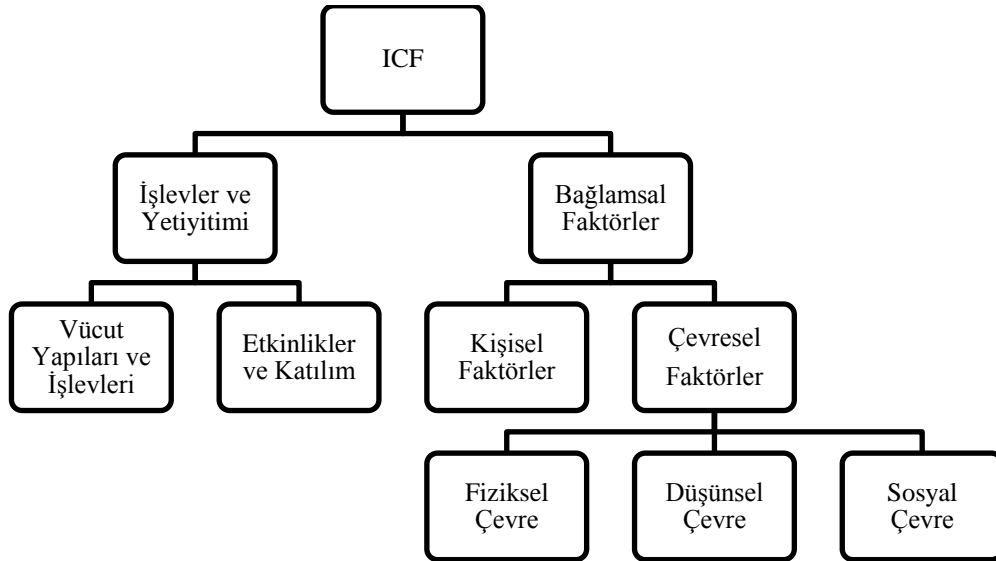 ICF
İşlevler ve
Yetiyitimi
Bağlamsal
Faktörler
Vücut
Yapıları ve
İşlevleri
Etkinlikler
ve Katılım
Kişisel
Faktörler
Çevresel
Faktörler
Fiziksel
Çevre
Düşünsel
Çevre
Sosyal
Çevre